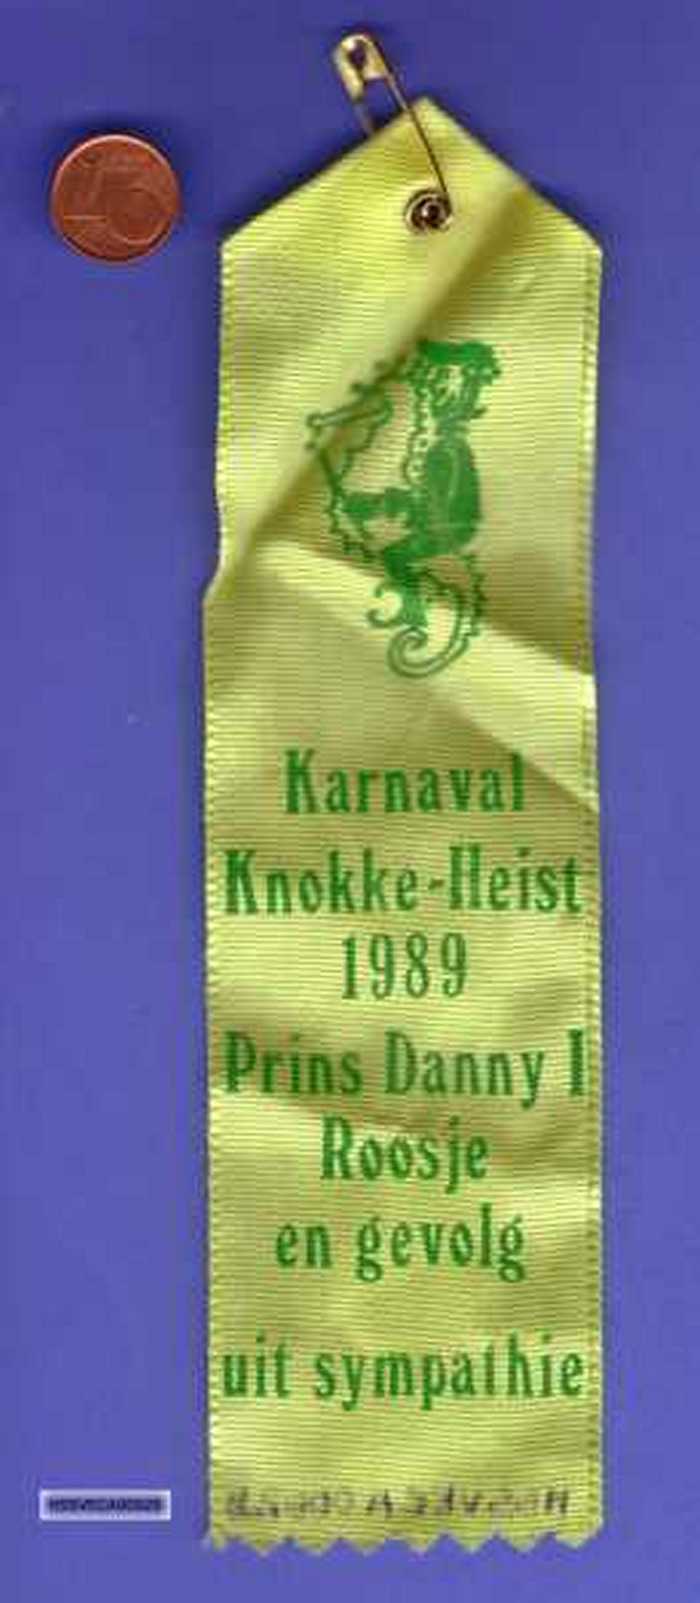 Karnaval
Knokke-Heist
1989
Prins Danny I
Roosje
en gevolg
uit sympathie